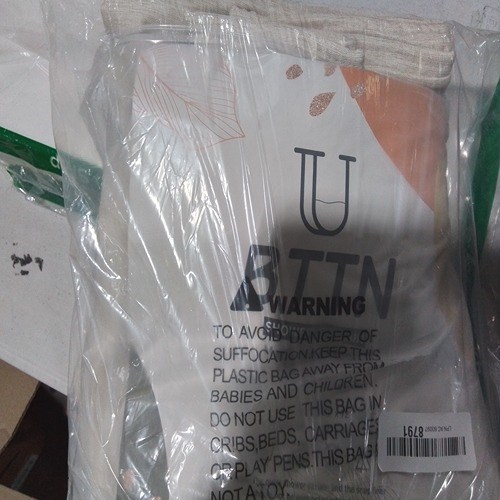 U
BTTN
WARNING
TO AVOID DANGER OF
SUFFOCATION KEEP THIS
PLASTIC BAG AWAY FROM
BABIES AND CHILDREN.
DO NOT USE THIS BAG IN
CRIBS,BEDS, CARRIAGES
OR PLAY PENS.THIS BAG
NOT A TOY.
8791